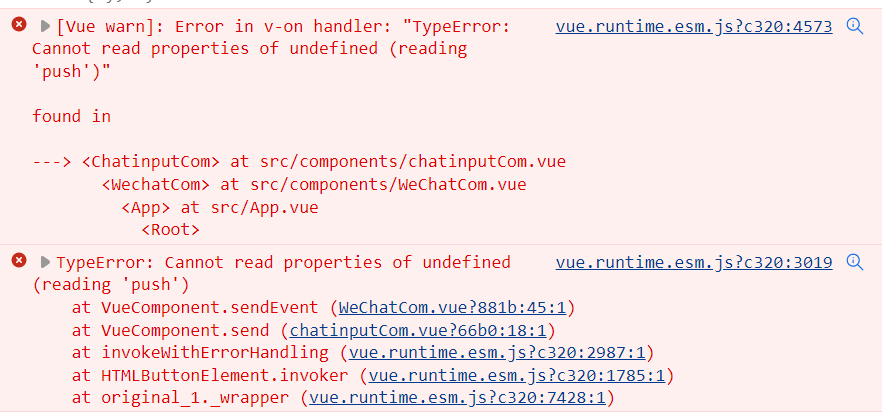 [Vue warn]: Error in v-on handler: "TypeError: vue.runtime.esm.js?c320:4573
Cannot read properties of undefined (reading
'push')"
found in
---> <ChatinputCom> at src/components/chatinputCom.vue
<WechatCom> at src/components/WeChatCom.vue
<App> at src/App.vue
<Root>
TypeError: Cannot read properties of undefined vue.runtime.esm.js?c320:3019
(reading 'push')
at VueComponent.sendEvent (WeChatCom.vue?881b:45:1)
at VueComponent.send (chatinputCom.vue?66b0:18:1)
at invokeWithErrorHandling (vue.runtime.esm.js?c320:2987:1)
at HTMLButtonElement.invoker (vue.runtime.esm.js?c320:1785:1)
at original_1._wrapper (vue.runtime.esm.js?c320:7428:1)